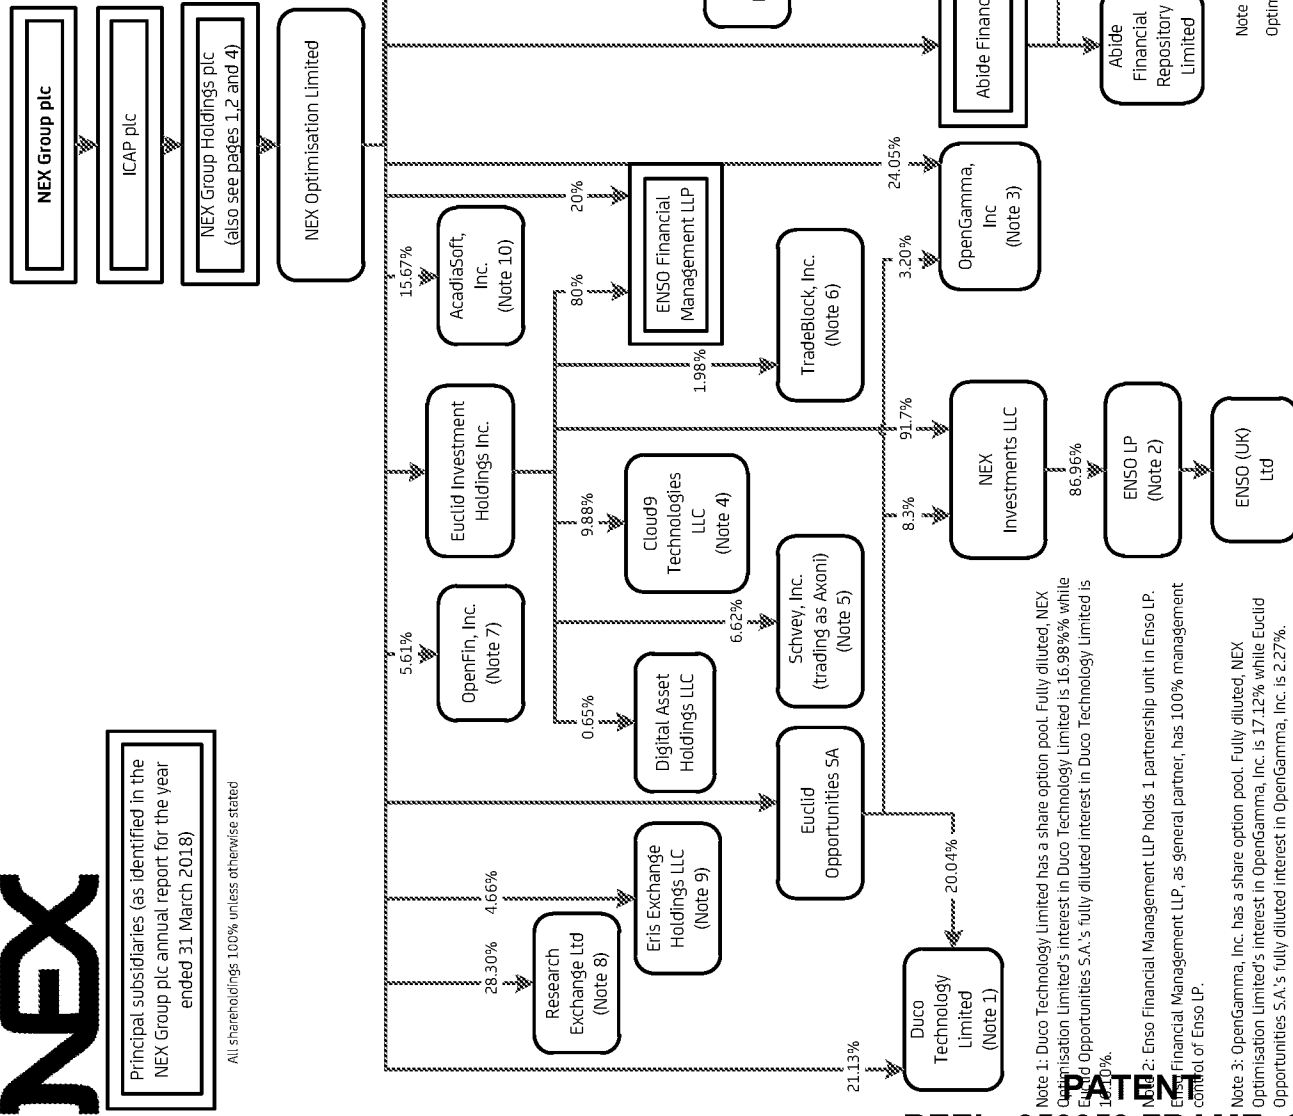 NEX
Principal subsidiaries (as identified in the
NEX Group plc annual report for the year
ended 31 March 2018)
All shareholdings 100% unless otherwise stated
NEX Group plc
ICAP plc
NEX Group Holdings plc
(also see pages 1,2 and 4)
NEX Optimisation Limited
5.61%
15.67%
OpenFin, Inc.
(Note 7)
Euclid Investment
Holdings Inc.
AcadiaSoft,
Inc.
(Note 10)
28.30%
4.66%
0.65%
9.88%
80%
20%
Research
Exchange Ltd
(Note 8)
Eris Exchange
Holdings LLC
(Note 9)
Digital Asset
Holdings LLC
Cloud9
Technologies
LLC
(Note 4)
ENSO Financial
Management LLP
6.62%
1.98%
Euclid
Opportunities SA
Schvey, Inc.
(trading as Axoni)
(Note 5)
TradeBlock, Inc.
(Note 6)
21.13%
20.04%
8.3%
91.7%
3.20%
24.05%
Duco
Technology
Limited
(Note 1)
NEX
Investments LLC
OpenGamma,
Inc
(Note 3)
Abide Financ
86.96%
ENSO LP
(Note 2)
Abide
Financial
Repository
Limited
ENSO (UK)
Ltd
Note 1: Duco Technology Limited has a share option pool. Fully diluted, NEX
Optimisation Limited's interest in Duco Technology Limited is 16.98%% while
Euclid Opportunities S.A.'s fully diluted interest in Duco Technology Limited is
16.10%.
Note 2: Enso Financial Management LLP holds 1 partnership unit in Enso LP.
Enso Financial Management LLP, as general partner, has 100% management
control of Enso LP.
Note 3: OpenGamma, Inc. has a share option pool. Fully diluted, NEX
Optimisation Limited's interest in OpenGamma, Inc. is 17.12% while Euclid
Opportunities S.A.'s fully diluted interest in OpenGamma, Inc. is 2.27%.
Note
Optim
PATENT